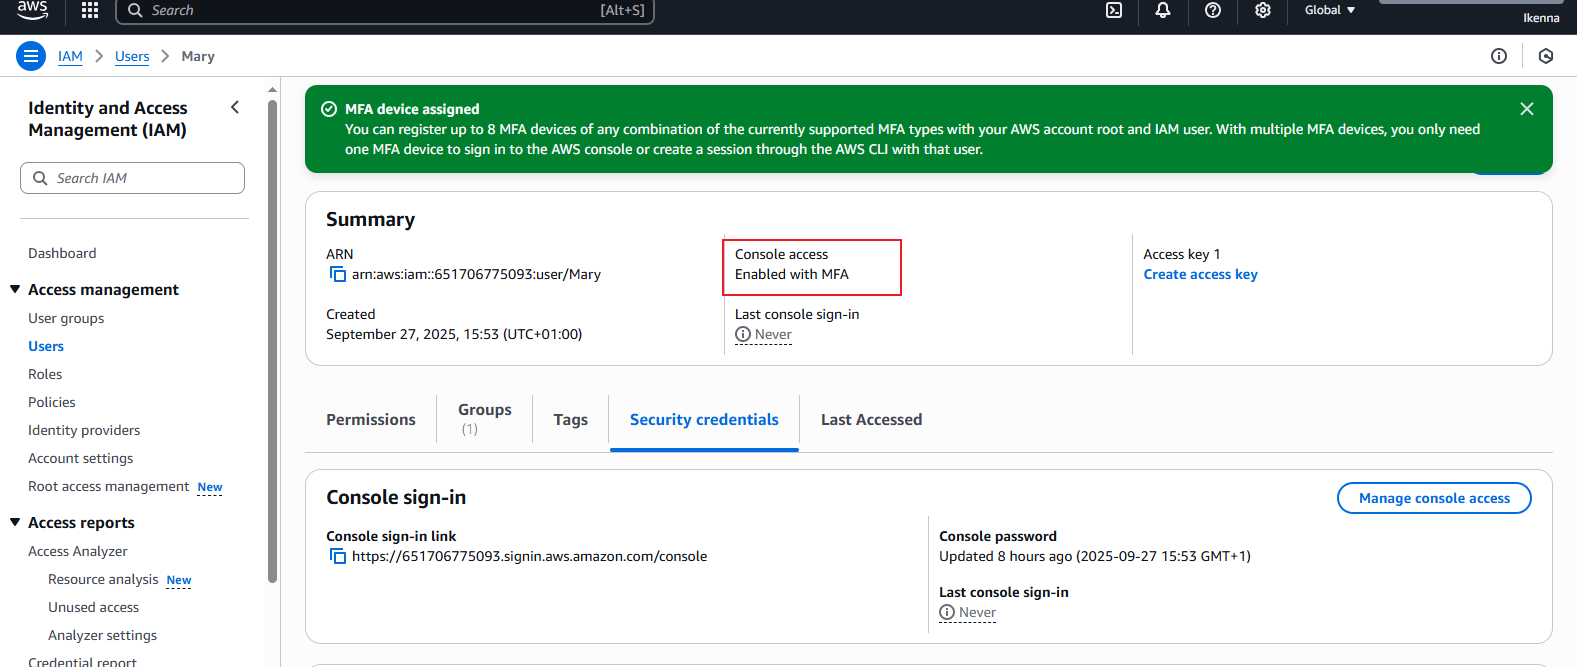 aws
Search
[Alt+S]
Global
Ikenna
IAM
Users
Mary
Identity and Access
Management (IAM)
Search IAM
Dashboard
Access management
User groups
Users
Roles
Policies
Identity providers
Account settings
Root access management New
Access reports
Access Analyzer
Resource analysis New
Unused access
Analyzer settings
Credential report
MFA device assigned
You can register up to 8 MFA devices of any combination of the currently supported MFA types with your AWS account root and IAM user. With multiple MFA devices, you only need
one MFA device to sign in to the AWS console or create a session through the AWS CLI with that user.
Summary
ARN
arn:aws:iam::651706775093:user/Mary
Created
September 27, 2025, 15:53 (UTC+01:00)
Console access
Enabled with MFA
Last console sign-in
Never
Access key 1
Create access key
Permissions
Groups
(1)
Tags
Security credentials
Last Accessed
Console sign-in
Manage console access
Console sign-in link
https://651706775093.signin.aws.amazon.com/console
Console password
Updated 8 hours ago (2025-09-27 15:53 GMT+1)
Last console sign-in
Never